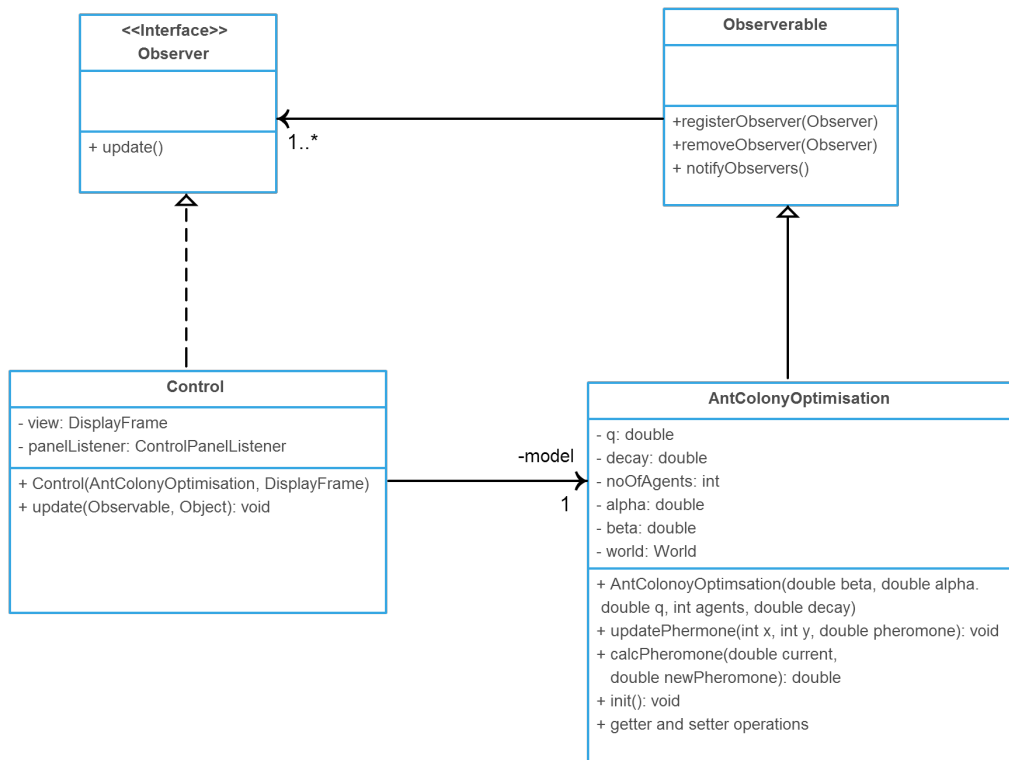 <<Interface>>
Observer
+ update()
1..*
Observerable
+registerObserver(Observer)
+removeObserver(Observer)
+ notifyObservers()
Control
- view: DisplayFrame
- panelListener: ControlPanelListener
+ Control(AntColonyOptimisation, DisplayFrame)
+ update(Observable, Object): void
-model
1
AntColonyOptimisation
- q: double
- decay: double
- noOfAgents: int
- alpha: double
- beta: double
- world: World
+ AntColonoyOptimsation(double beta, double alpha.
double q, int agents, double decay)
+ updatePhermone(int x, int y, double pheromone): void
+ calcPheromone(double current,
double newPheromone): double
+ init(): void
+ getter and setter operations